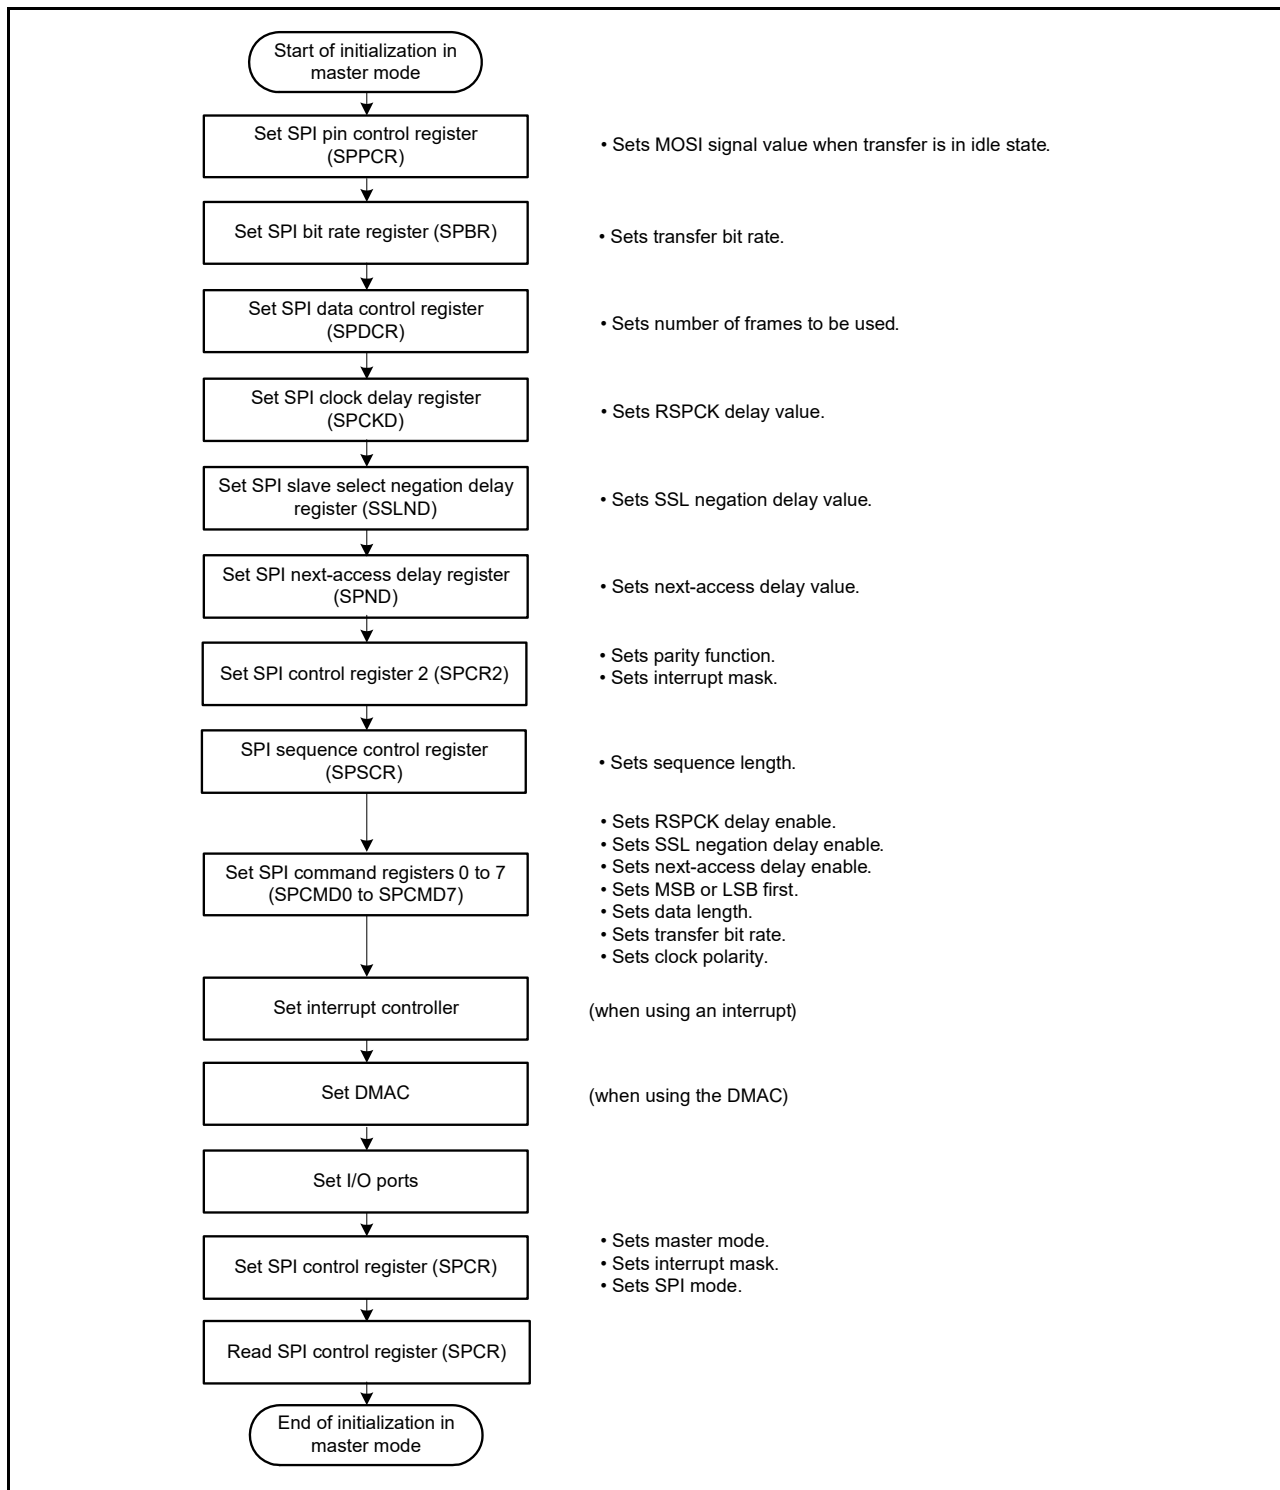 Start of initialization in
master mode
Set SPI pin control register
(SPPCR)
• Sets MOSI signal value when transfer is in idle state.
Set SPI bit rate register (SPBR)
• Sets transfer bit rate.
Set SPI data control register
(SPDCR)
• Sets number of frames to be used.
Set SPI clock delay register
(SPCKD)
• Sets RSPCK delay value.
Set SPI slave select negation delay
register (SSLND)
• Sets SSL negation delay value.
Set SPI next-access delay register
(SPND)
• Sets next-access delay value.
Set SPI control register 2 (SPCR2)
• Sets parity function.
• Sets interrupt mask.
SPI sequence control register
(SPSCR)
• Sets sequence length.
Set SPI command registers 0 to 7
(SPCMD0 to SPCMD7)
• Sets RSPCK delay enable.
• Sets SSL negation delay enable.
• Sets next-access delay enable.
• Sets MSB or LSB first.
• Sets data length.
• Sets transfer bit rate.
• Sets clock polarity.
Set interrupt controller
(when using an interrupt)
Set DMAC
(when using the DMAC)
Set I/O ports
Set SPI control register (SPCR)
• Sets master mode.
• Sets interrupt mask.
• Sets SPI mode.
Read SPI control register (SPCR)
End of initialization in
master mode